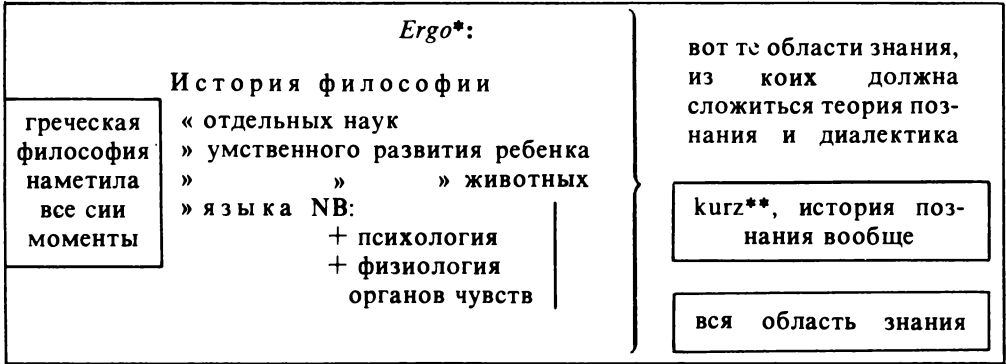 Ergo*:
История философии
« отдельных наук
» умственного развития ребенка
» » » животных
» языка NB:
+ психология
+ физиология
органов чувств
греческая
философия
наметила
все сии
моменты
вот те области знания,
из коих должна
сложиться теория поз-
нания и диалектика
kurz**, история поз-
нания вообще
вся область знания